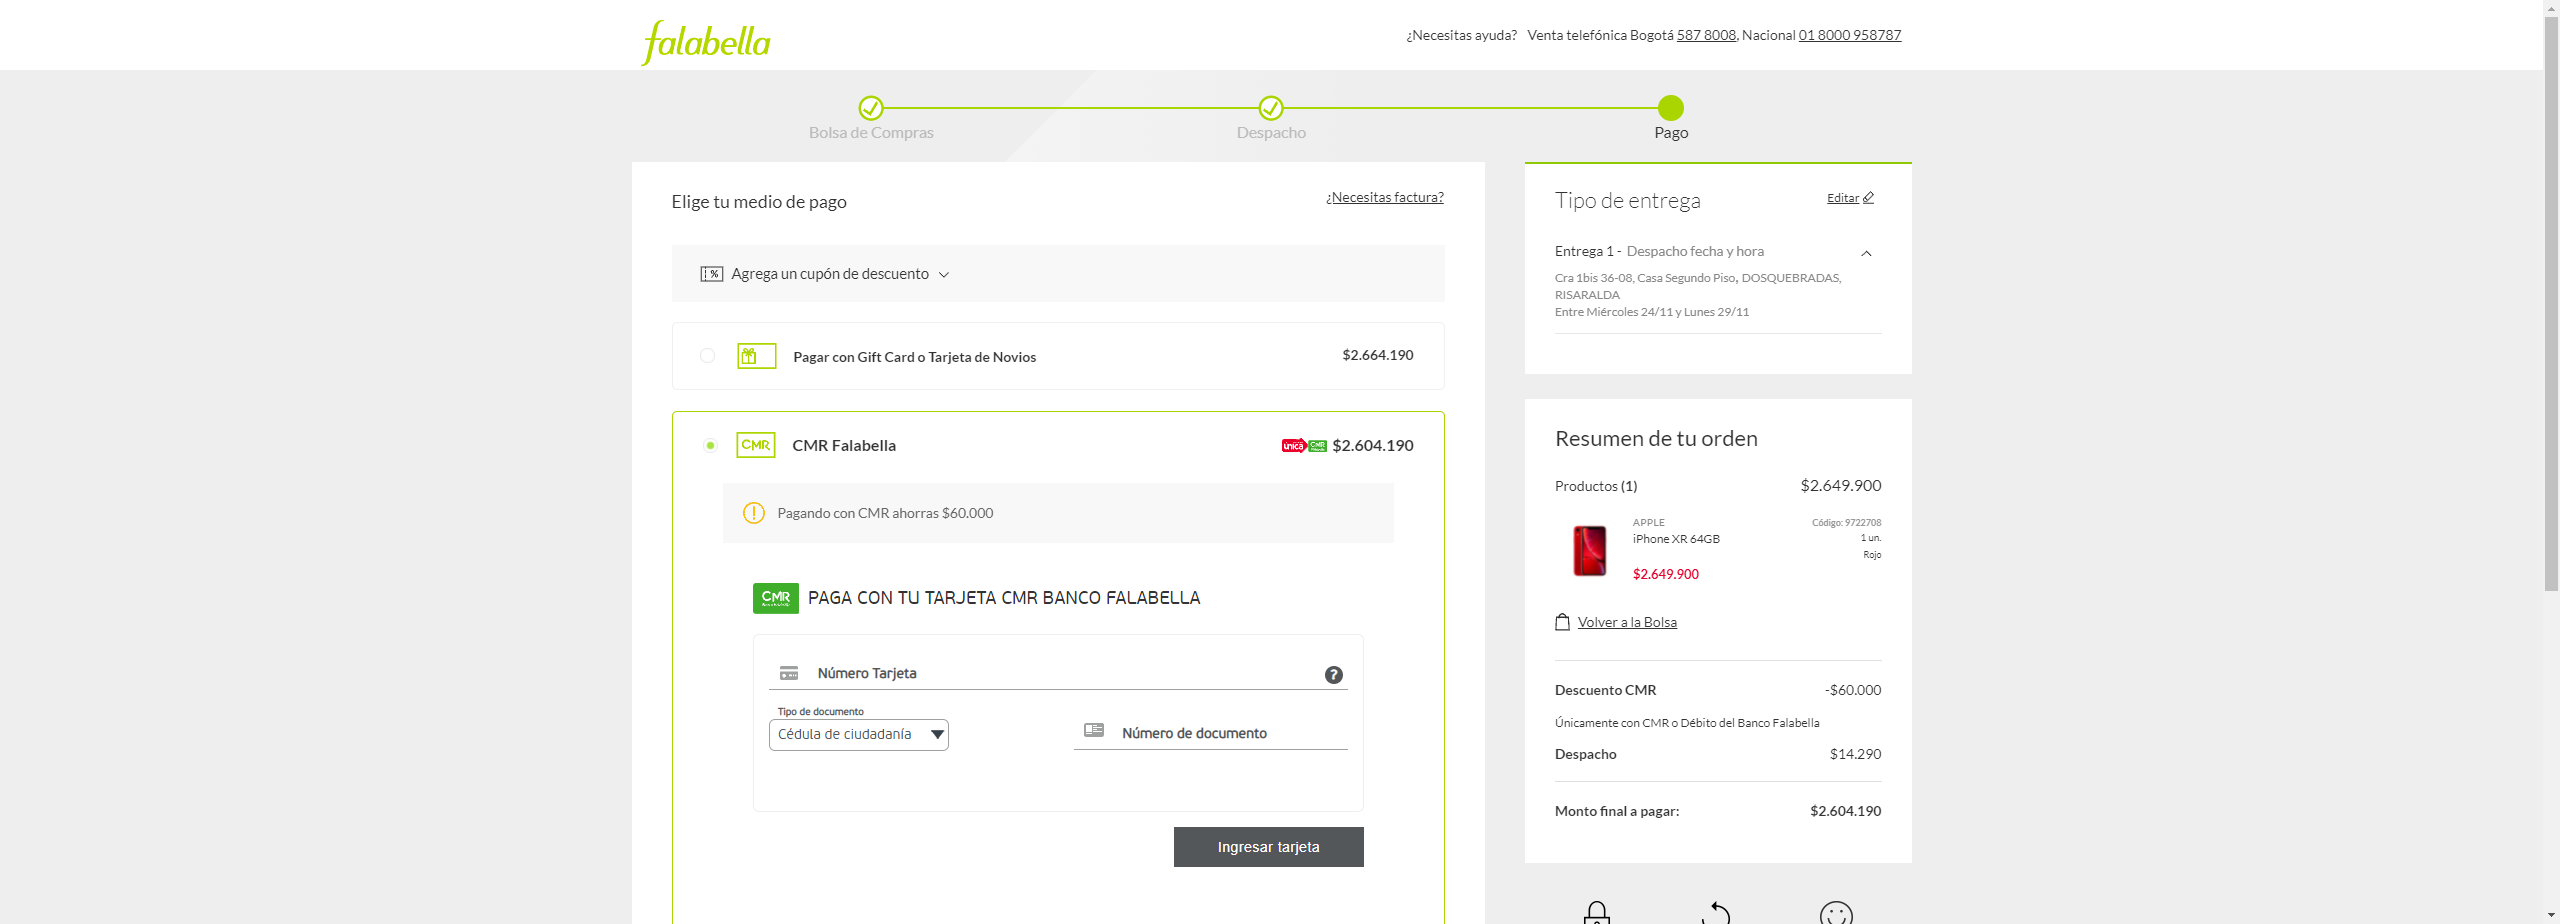 falabella
¿Necesitas ayuda? Venta telefónica Bogotá 587 8008, Nacional 01 8000 958787
Bolsa de Compras
Despacho
Pago
Elige tu medio de pago
¿Necesitas factura?
% Agrega un cupón de descuento
Pagar con Gift Card o Tarjeta de Novios
$2.664.190
CMR
CMR Falabella
única
CMR
$2.604.190
Pagando con CMR ahorras $60.000
CMR
PAGA CON TU TARJETA CMR BANCO FALABELLA
Número Tarjeta
?
Tipo de documento
Cédula de ciudadanía
Número de documento
Ingresar tarjeta
Tipo de entrega
Editar
Entrega 1 - Despacho fecha y hora
Cra 1bis 36-08, Casa Segundo Piso, DOSQUEBRADAS,
RISARALDA
Entre Miércoles 24/11 y Lunes 29/11
Resumen de tu orden
Productos (1)
$2.649.900
APPLE
Código: 9722708
iPhone XR 64GB
1 un.
Rojo
$2.649.900
Volver a la Bolsa
Descuento CMR
-$60.000
Únicamente con CMR o Débito del Banco Falabella
Despacho
$14.290
Monto final a pagar:
$2.604.190